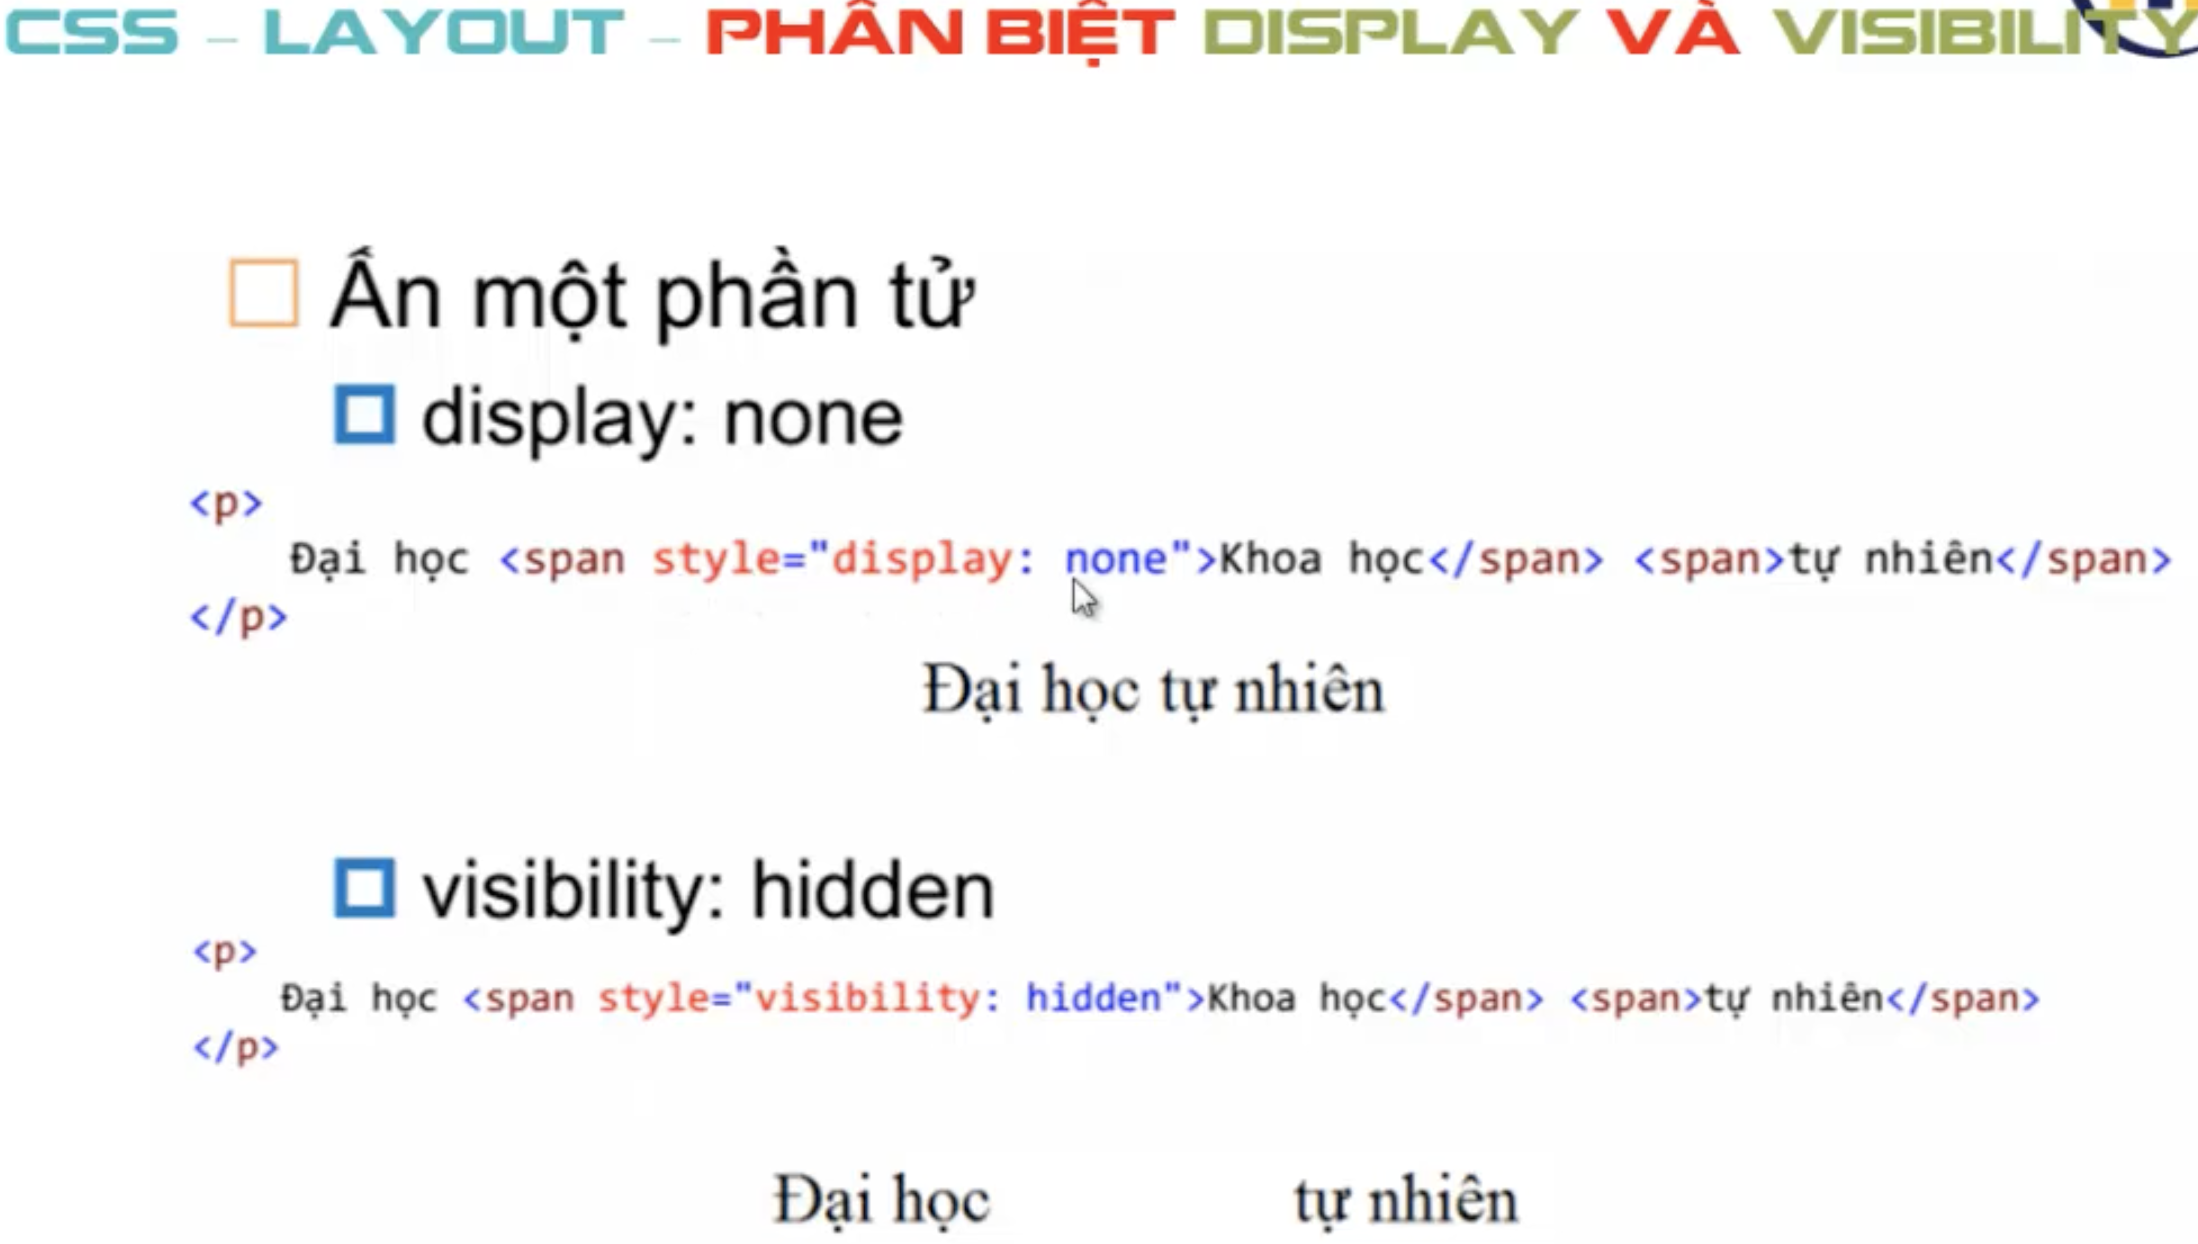 CSS - LAYOUT - PHÂN BIỆT DISPLAY VÀ VISIBILITY
Ẩn một phần tử
display: none
<p>
Đại học <span style="display: none">Khoa học</span> <span>tự nhiên</span>
</p>
Đại học tự nhiên
visibility: hidden
<p>
Đại học <span style="visibility: hidden">Khoa học</span> <span>tự nhiên</span>
</p>
Đại học tự nhiên